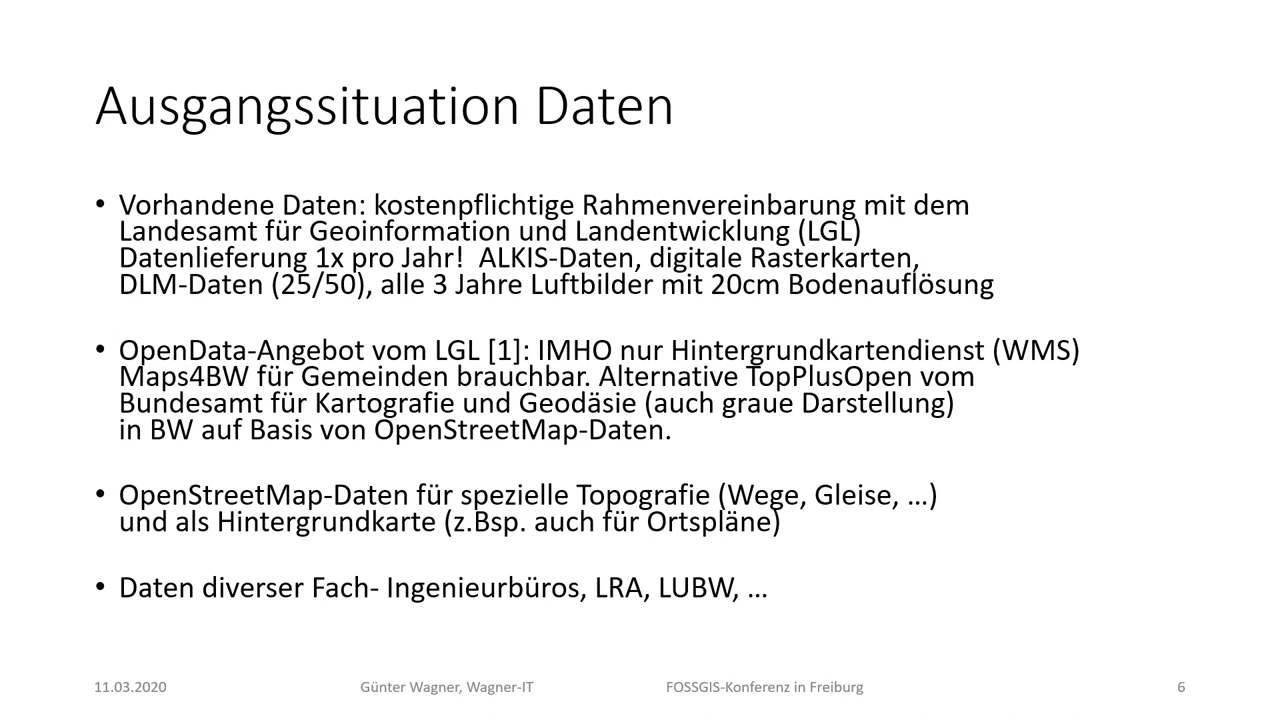 Ausgangssituation Daten
• Vorhandene Daten: kostenpflichtige Rahmenvereinbarung mit dem
Landesamt für Geoinformation und Landentwicklung (LGL)
Datenlieferung 1x pro Jahr!  ALKIS-Daten, digitale Rasterkarten,
DLM-Daten (25/50), alle 3 Jahre Luftbilder mit 20cm Bodenauflösung
• OpenData-Angebot vom LGL [1]: IMHO nur Hintergrundkartendienst (WMS)
Maps4BW für Gemeinden brauchbar. Alternative TopPlusOpen vom
Bundesamt für Kartografie und Geodäsie (auch graue Darstellung)
in BW auf Basis von OpenStreetMap-Daten.
• OpenStreetMap-Daten für spezielle Topografie (Wege, Gleise, …)
und als Hintergrundkarte (z.Bsp. auch für Ortspläne)
• Daten diverser Fach- Ingenieurbüros, LRA, LUBW, …
11.03.2020 Günter Wagner, Wagner-IT FOSSGIS-Konferenz in Freiburg 6